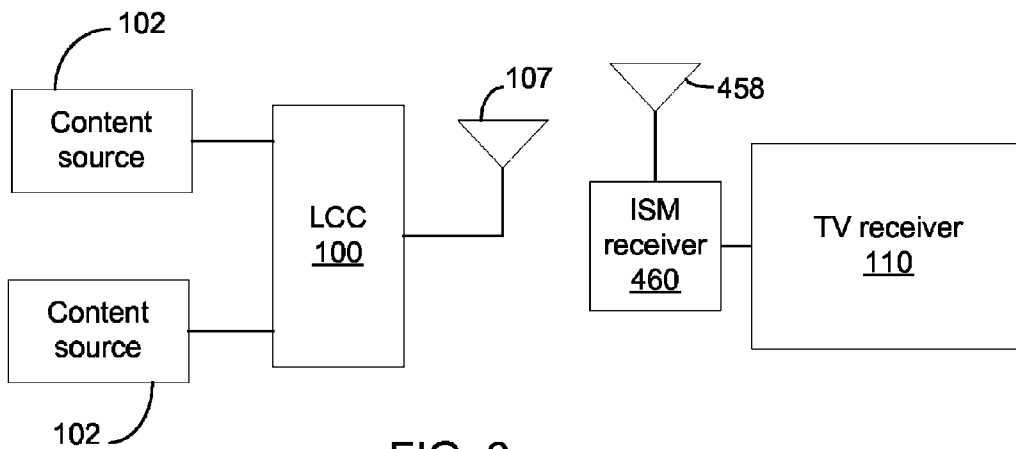 102
Content
source
107
458
LCC
100
ISM
receiver
460
TV receiver
110
Content
source
102